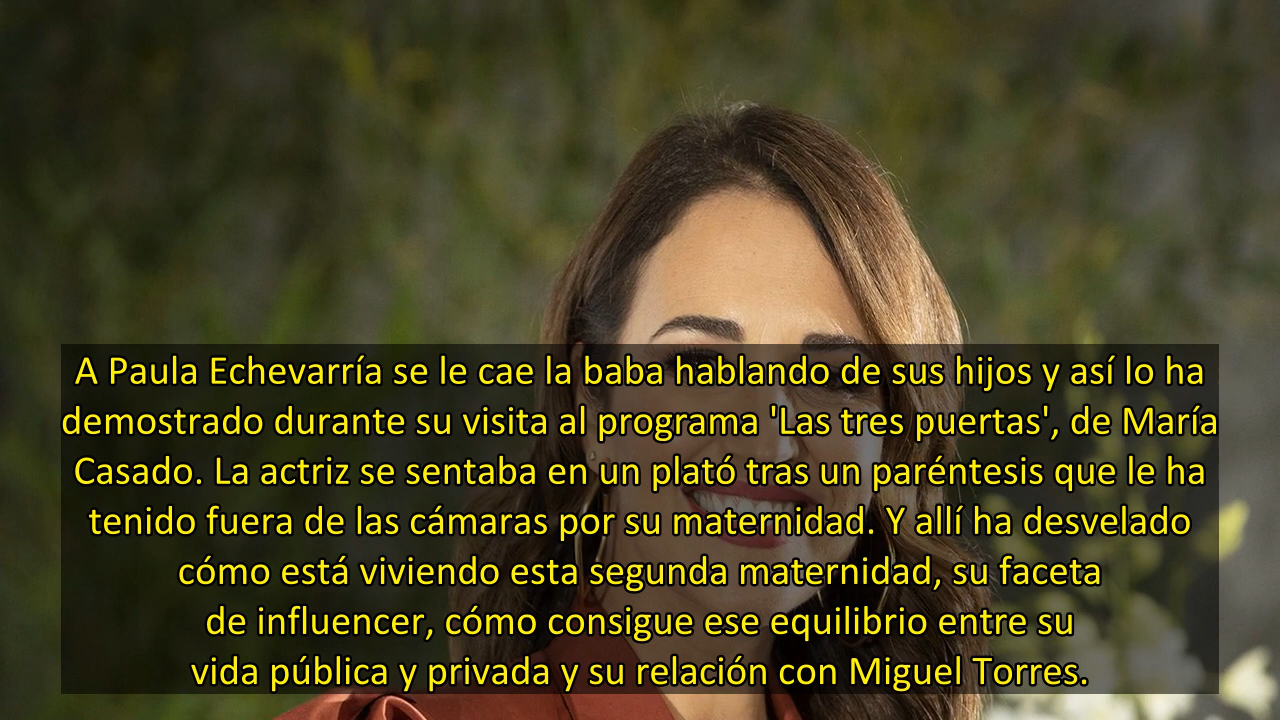 A Paula Echevarría se le cae la baba hablando de sus hijos y así lo ha
demostrado durante su visita al programa 'Las tres puertas', de María
Casado. La actriz se sentaba en un plató tras un paréntesis que le ha
tenido fuera de las cámaras por su maternidad. Y allí ha desvelado
cómo está viviendo esta segunda maternidad, su faceta
de influencer, cómo consigue ese equilibrio entre su
vida pública y privada y su relación con Miguel Torres.